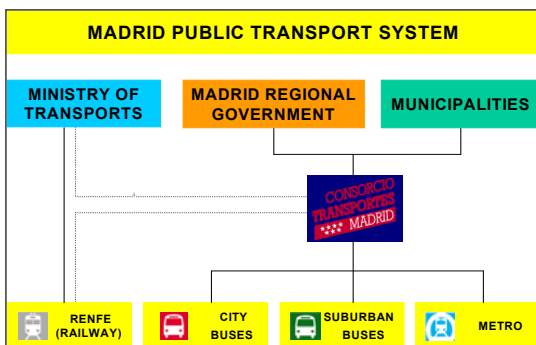 MADRID PUBLIC TRANSPORT SYSTEM
MINISTRY OF
TRANSPORTS
MADRID REGIONAL
GOVERNMENT
MUNICIPALITIES
CONSORCIO
TRANSPORTES
MADRID
RENFE
(RAILWAY)
CITY
BUSES
SUBURBAN
BUSES
METRO